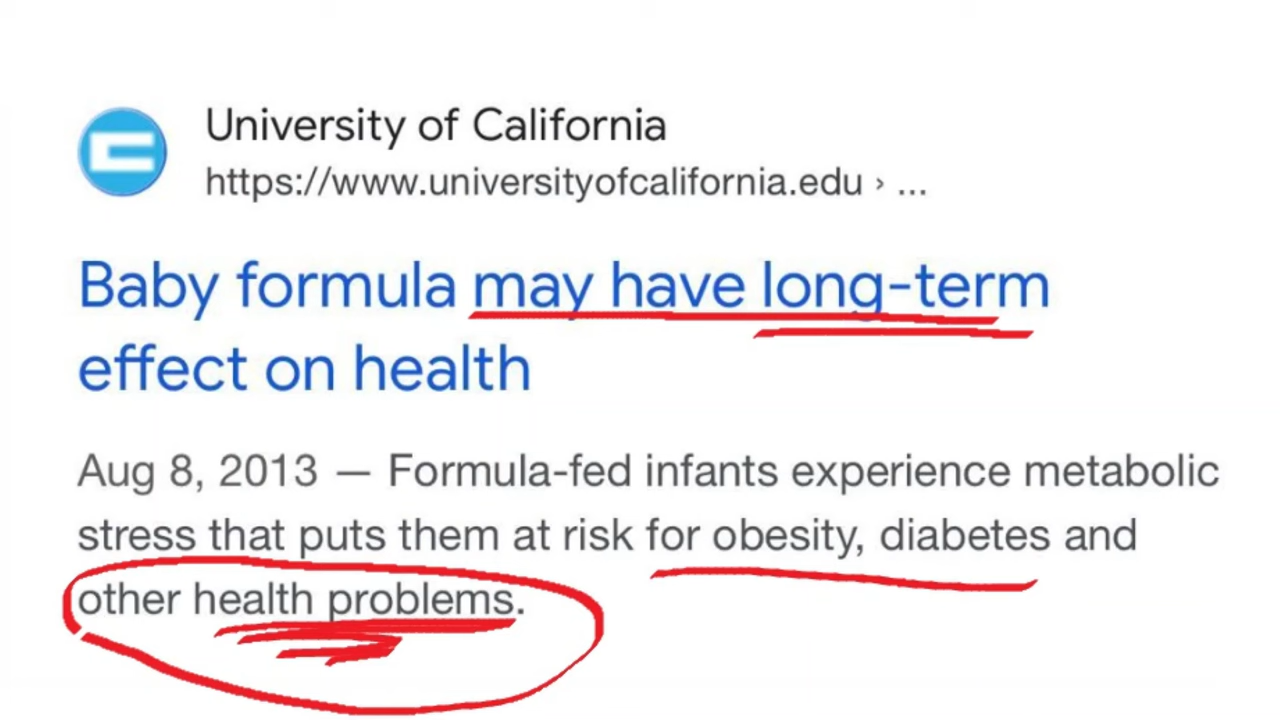 University of California
https://www.universityofcalifornia.edu › ...
Baby formula may have long-term
effect on health
Aug 8, 2013 — Formula-fed infants experience metabolic
stress that puts them at risk for obesity, diabetes and
other health problems.